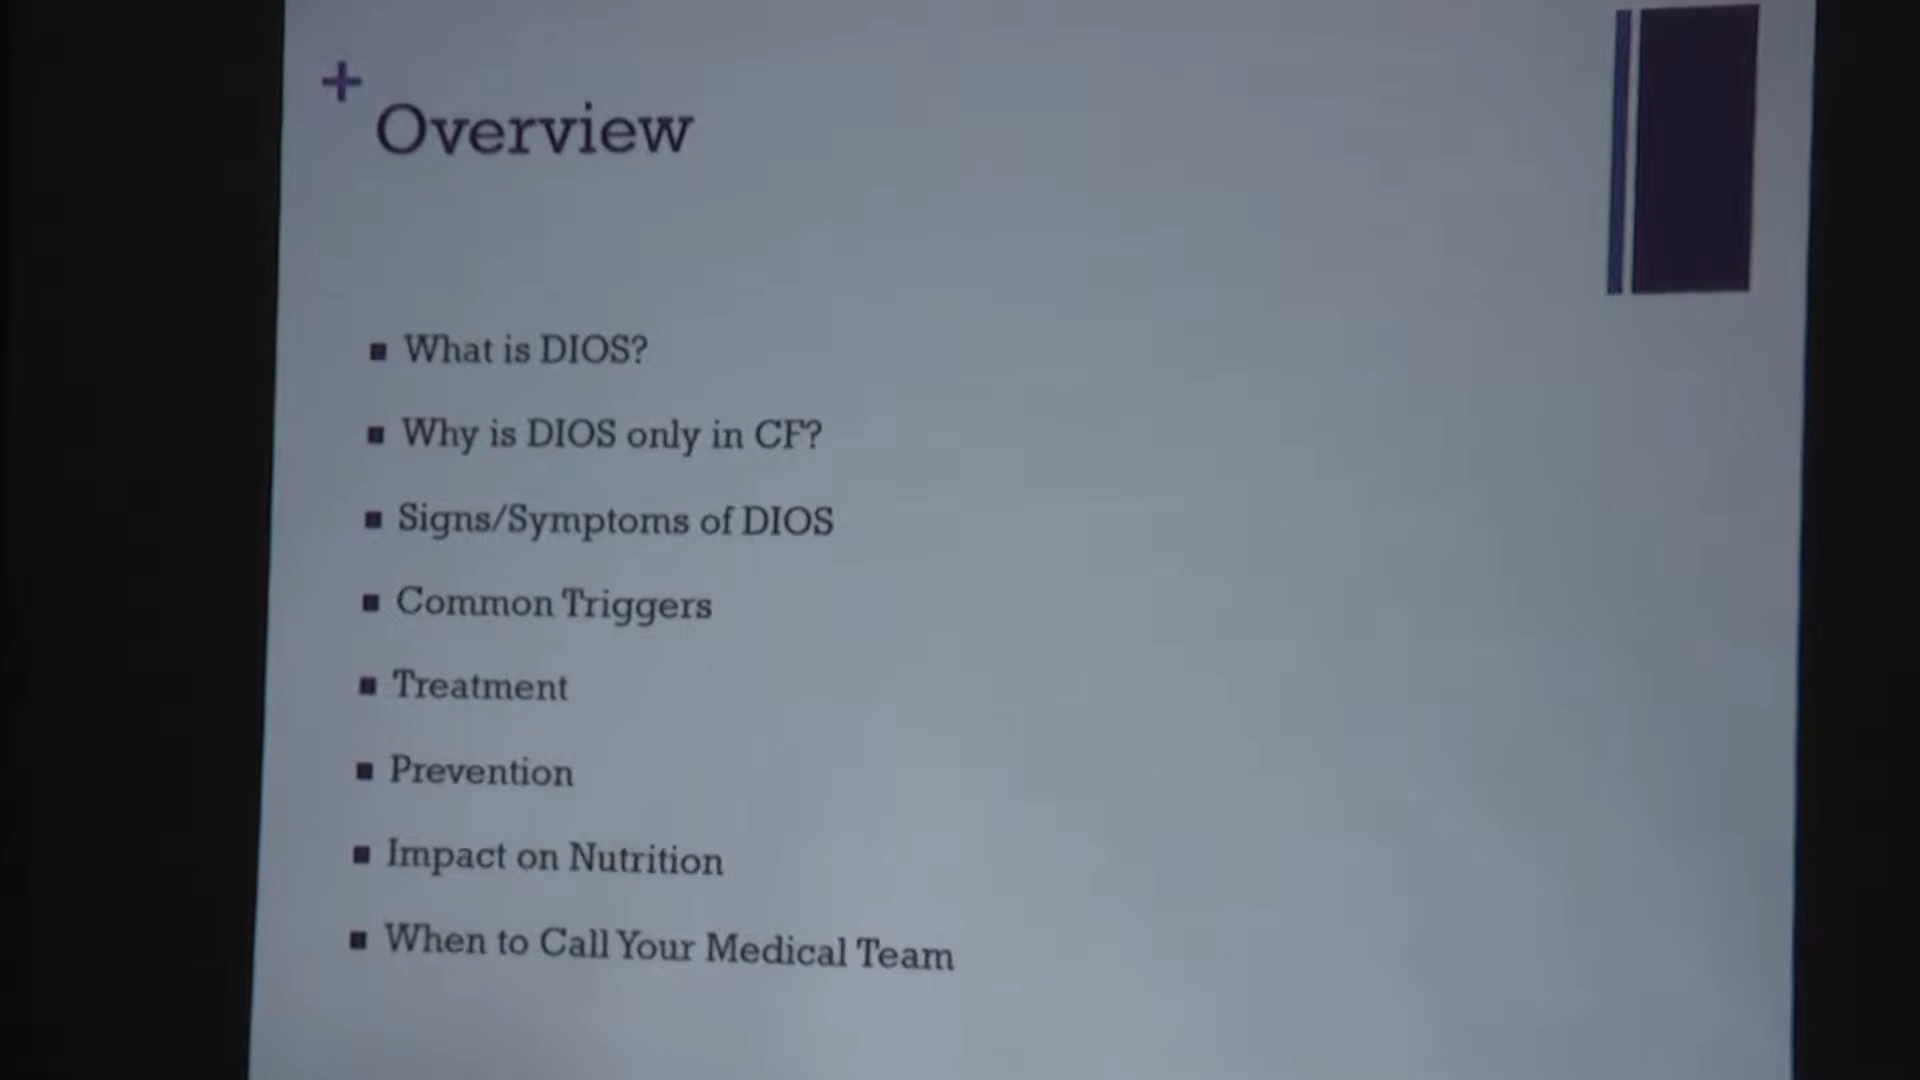 +
Overview
■ What is DIOS?
■ Why is DIOS only in CF?
■ Signs/Symptoms of DIOS
■ Common Triggers
■ Treatment
■ Prevention
■ Impact on Nutrition
■ When to Call Your Medical Team